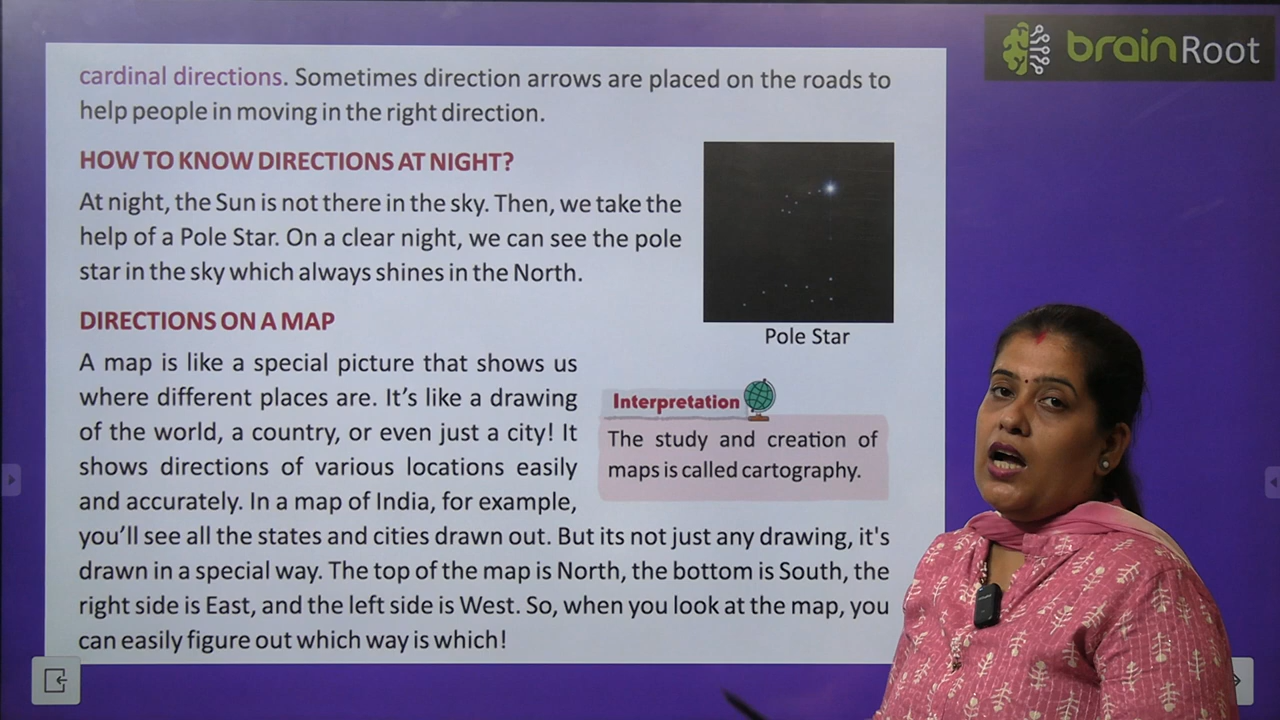 brainRoot
cardinal directions. Sometimes direction arrows are placed on the roads to
help people in moving in the right direction.
HOW TO KNOW DIRECTIONS AT NIGHT?
At night, the Sun is not there in the sky. Then, we take the
help of a Pole Star. On a clear night, we can see the pole
star in the sky which always shines in the North.
Pole Star
DIRECTIONS ON A MAP
A map is like a special picture that shows us
where different places are. It's like a drawing
of the world, a country, or even just a city! It
shows directions of various locations easily
and accurately. In a map of India, for example,
you'll see all the states and cities drawn out. But its not just any drawing, it's
drawn in a special way. The top of the map is North, the bottom is South, the
right side is East, and the left side is West. So, when you look at the map, you
can easily figure out which way is which!
Interpretation
The study and creation of
maps is called cartography.